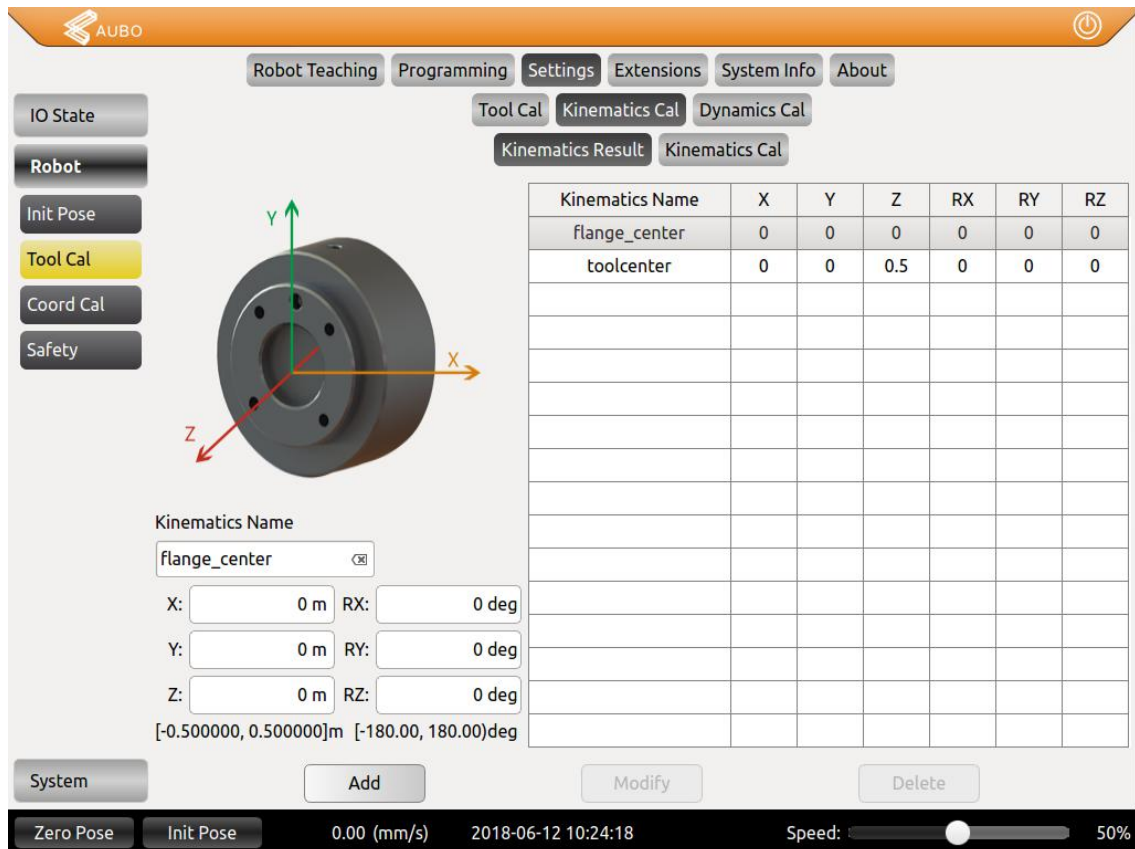 AUBO
Robot Teaching Programming Settings Extensions System Info About
Tool Cal Kinematics Cal Dynamics Cal
Kinematics Result Kinematics Cal
IO State
Robot
Init Pose
Tool Cal
Coord Cal
Safety
Y
X
Z
Kinematics Name X Y Z RX RY RZ
flange_center 0 0 0 0 0 0
toolcenter 0 0 0.5 0 0 0
Kinematics Name
flange_center
X: 0 m RX: 0 deg
Y: 0 m RY: 0 deg
Z: 0 m RZ: 0 deg
[-0.500000, 0.500000]m [-180.00, 180.00)deg
System Add Modify Delete
Zero Pose Init Pose 0.00 (mm/s) 2018-06-12 10:24:18 Speed: 50%